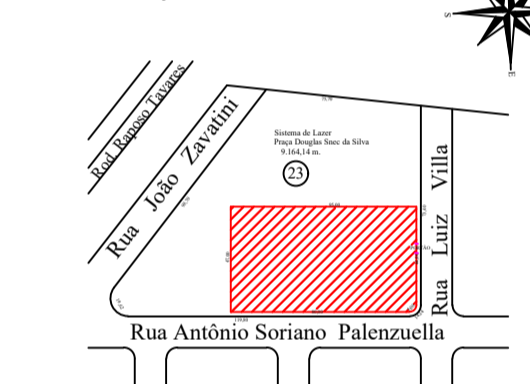 S
E
Rod. Raposo Tavares
Rua João Zavatini
Sistema de Lazer
Praça Douglas Snec da Silva
9.164,14 m.
23
Rua Luiz Villa
Rua Antônio Soriano Palenzuella